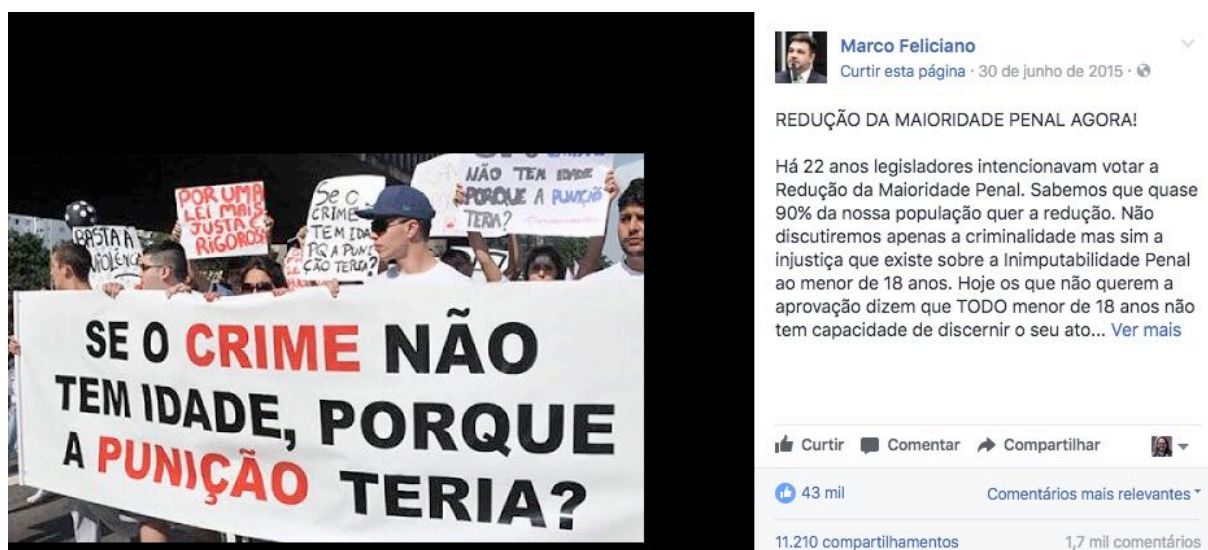 BASTA A
VIOLÊNCIA
POR UMA
LEI MAIS
JUSTA E
RIGOROSA
Se o
CRIME
TEM IDA
PQ A PUNI
ÇÃO TERIA?
NÃO TEM IDADE
PORQUE A PUNIÇÃO
TERIA?
SE O CRIME NÃO
TEM IDADE, PORQUE
A PUNIÇÃO TERIA?
Marco Feliciano
Curtir esta página · 30 de junho de 2015 ·
REDUÇÃO DA MAIORIDADE PENAL AGORA!
Há 22 anos legisladores intencionavam votar a
Redução da Maioridade Penal. Sabemos que quase
90% da nossa população quer a redução. Não
discutiremos apenas a criminalidade mas sim a
injustiça que existe sobre a Inimputabilidade Penal
ao menor de 18 anos. Hoje os que não querem a
aprovação dizem que TODO menor de 18 anos não
tem capacidade de discernir o seu ato... Ver mais
Curtir Comentar Compartilhar
43 mil Comentários mais relevantes
11.210 compartilhamentos 1,7 mil comentários